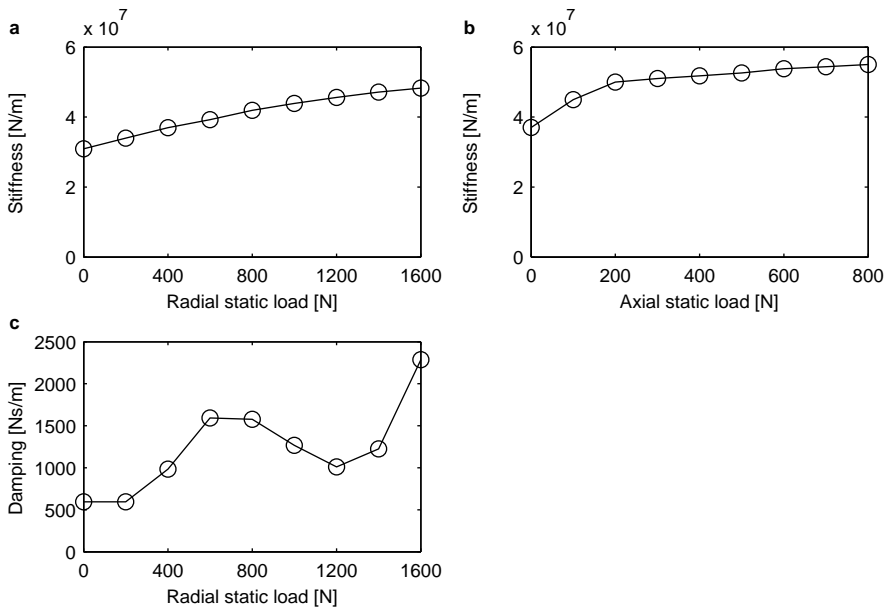 a
x 10^7
Stiffness [N/m]
6
4
2
0
0 400 800 1200 1600
Radial static load [N]
b
x 10^7
Stiffness [N/m]
6
4
2
0
0 200 400 600 800
Axial static load [N]
c
Damping [Ns/m]
2500
2000
1500
1000
500
0
0 400 800 1200 1600
Radial static load [N]